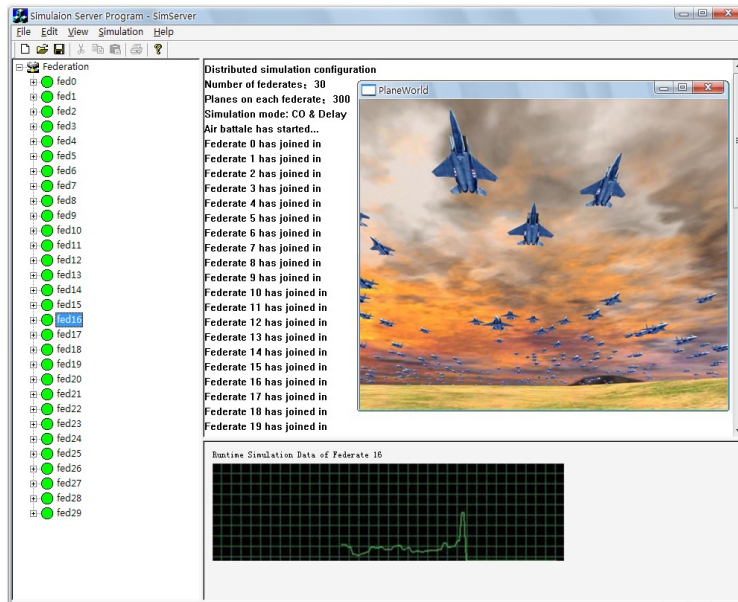 Simulaion Server Program - SimServer
File Edit View Simulation Help
Federation
fed0
fed1
fed2
fed3
fed4
fed5
fed6
fed7
fed8
fed9
fed10
fed11
fed12
fed13
fed14
fed15
fed16
fed17
fed18
fed19
fed20
fed21
fed22
fed23
fed24
fed25
fed26
fed27
fed28
fed29
Distributed simulation configuration
Number of federates: 30
Planes on each federate: 300
Simulation mode: CO & Delay
Air battale has started...
Federate 0 has joined in
Federate 1 has joined in
Federate 2 has joined in
Federate 3 has joined in
Federate 4 has joined in
Federate 5 has joined in
Federate 6 has joined in
Federate 7 has joined in
Federate 8 has joined in
Federate 9 has joined in
Federate 10 has joined in
Federate 11 has joined in
Federate 12 has joined in
Federate 13 has joined in
Federate 14 has joined in
Federate 15 has joined in
Federate 16 has joined in
Federate 17 has joined in
Federate 18 has joined in
Federate 19 has joined in
PlaneWorld
Runtime Simulation Data of Federate 16